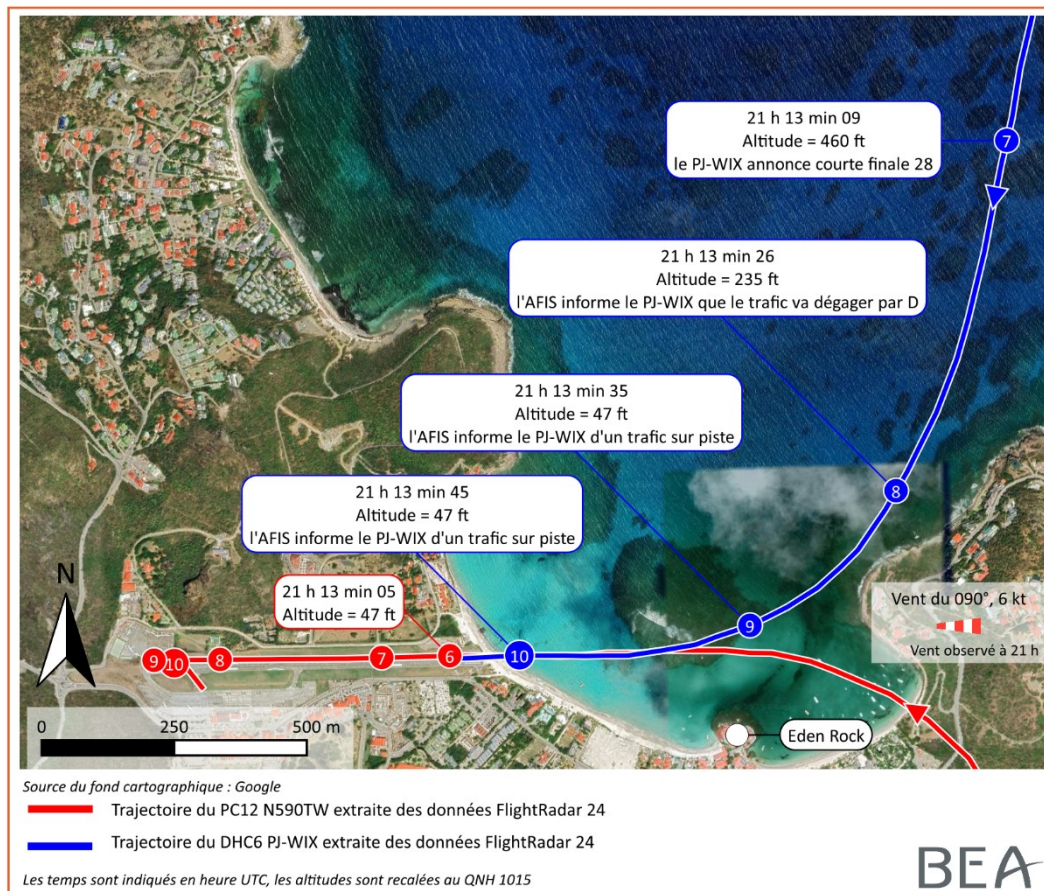 21 h 13 min 09
Altitude = 460 ft
le PJ-WIX annonce courte finale 28
7
21 h 13 min 26
Altitude = 235 ft
l'AFIS informe le PJ-WIX que le trafic va dégager par D
21 h 13 min 35
Altitude = 47 ft
l'AFIS informe le PJ-WIX d'un trafic sur piste
8
21 h 13 min 45
Altitude = 47 ft
l'AFIS informe le PJ-WIX d'un trafic sur piste
N
21 h 13 min 05
Altitude = 47 ft
Vent du 090°, 6 kt
Vent observé à 21 h
9
9 10 8 7 6 10
0 250 500 m
Eden Rock
Source du fond cartographique : Google
Trajectoire du PC12 N590TW extraite des données FlightRadar 24
Trajectoire du DHC6 PJ-WIX extraite des données FlightRadar 24
Les temps sont indiqués en heure UTC, les altitudes sont recalées au QNH 1015
BEA